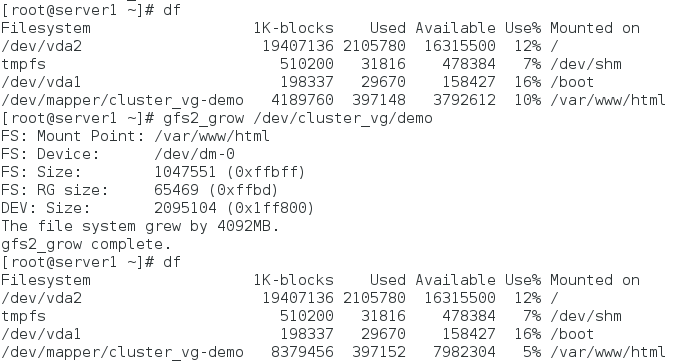 [root@server1 ~]# df
Filesystem 1K-blocks Used Available Use% Mounted on
/dev/vda2 19407136 2105780 16315500 12% /
tmpfs 510200 31816 478384 7% /dev/shm
/dev/vda1 198337 29670 158427 16% /boot
/dev/mapper/cluster_vg-demo 4189760 397148 3792612 10% /var/www/html
[root@server1 ~]# gfs2_grow /dev/cluster_vg/demo
FS: Mount Point: /var/www/html
FS: Device: /dev/dm-0
FS: Size: 1047551 (0xffbff)
FS: RG size: 65469 (0xffbd)
DEV: Size: 2095104 (0x1ff800)
The file system grew by 4092MB.
gfs2_grow complete.
[root@server1 ~]# df
Filesystem 1K-blocks Used Available Use% Mounted on
/dev/vda2 19407136 2105780 16315500 12% /
tmpfs 510200 31816 478384 7% /dev/shm
/dev/vda1 198337 29670 158427 16% /boot
/dev/mapper/cluster_vg-demo 8379456 397152 7982304 5% /var/www/html